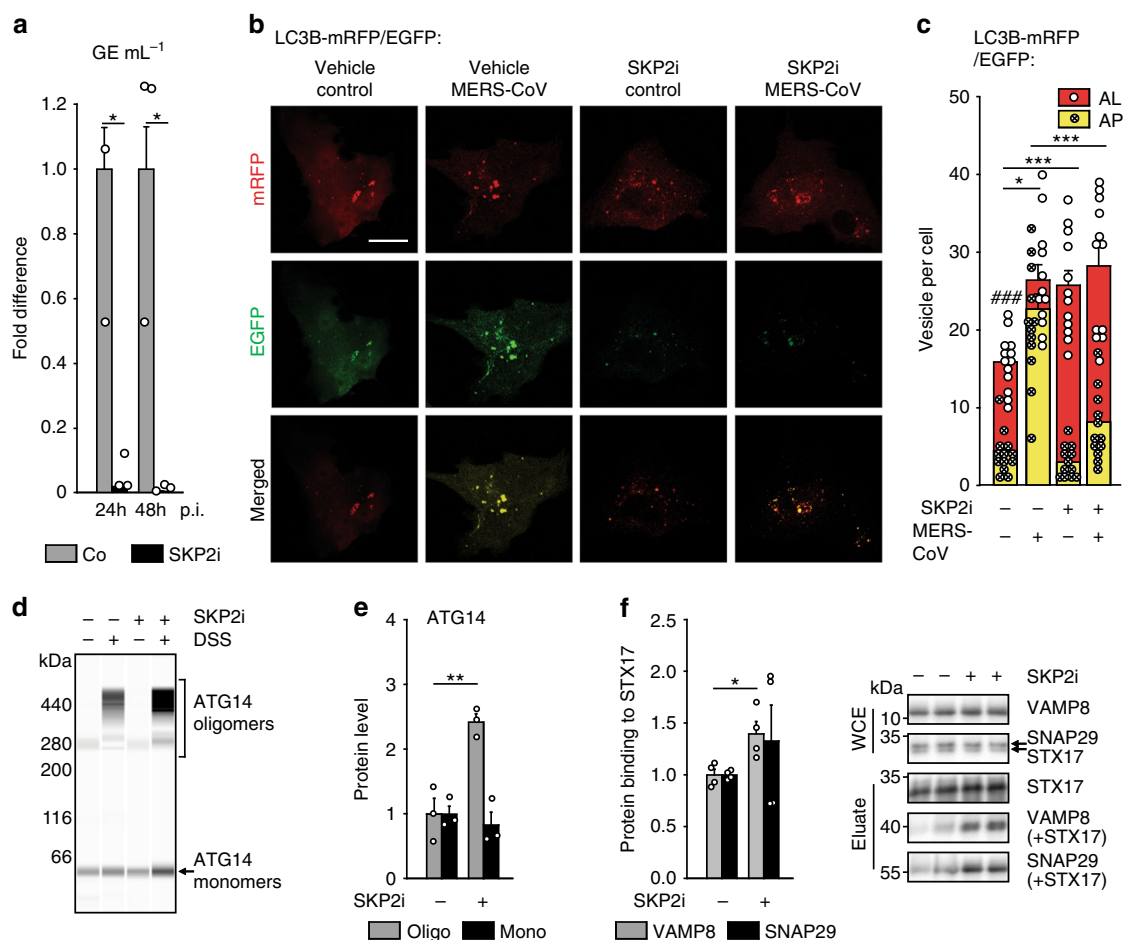 a
GE mL⁻¹
Fold difference
1.2
1.0
0.8
0.6
0.4
0.2
0
*
*
24h 48h p.i.
Co SKP2i
b
LC3B-mRFP/EGFP:
Vehicle control
Vehicle MERS-CoV
SKP2i control
SKP2i MERS-CoV
mRFP
EGFP
Merged
c
LC3B-mRFP
/EGFP:
AL
AP
Vesicle per cell
50
40
30
20
10
0
***
***
*
###
SKP2i – – + +
MERS-CoV – + – +
d
– – + + SKP2i
– + – + DSS
kDa
440
280
200
116
66
ATG14
oligomers
ATG14
monomers
e
ATG14
Protein level
4
3
2
1
0
**
SKP2i – +
Oligo Mono
f
Protein binding to STX17
2.5
2.0
1.5
1.0
0.5
0.0
*
SKP2i – +
VAMP8 SNAP29
– – + + SKP2i
kDa
WCE
10
VAMP8
35
SNAP29
STX17
Eluate
35
STX17
40
VAMP8
(+STX17)
55
SNAP29
(+STX17)